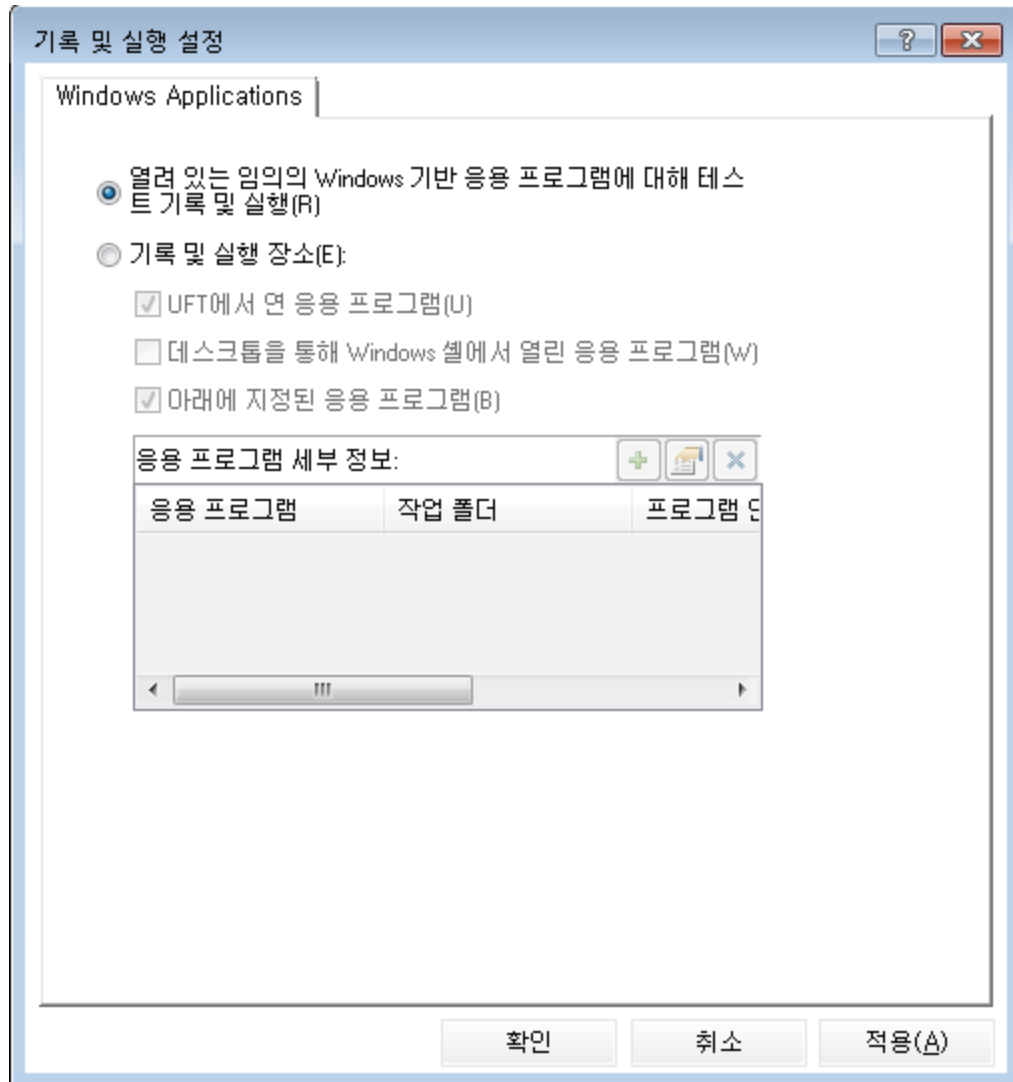 기록 및 실행 설정
Windows Applications
열려 있는 임의의 Windows 기반 응용 프로그램에 대해 테스
트 기록 및 실행(R)
기록 및 실행 장소(E):
UFT에서 연 응용 프로그램(U)
데스크톱을 통해 Windows 셸에서 열린 응용 프로그램(W)
아래에 지정된 응용 프로그램(B)
응용 프로그램 세부 정보:
응용 프로그램 작업 폴더 프로그램
확인 취소 적용(A)